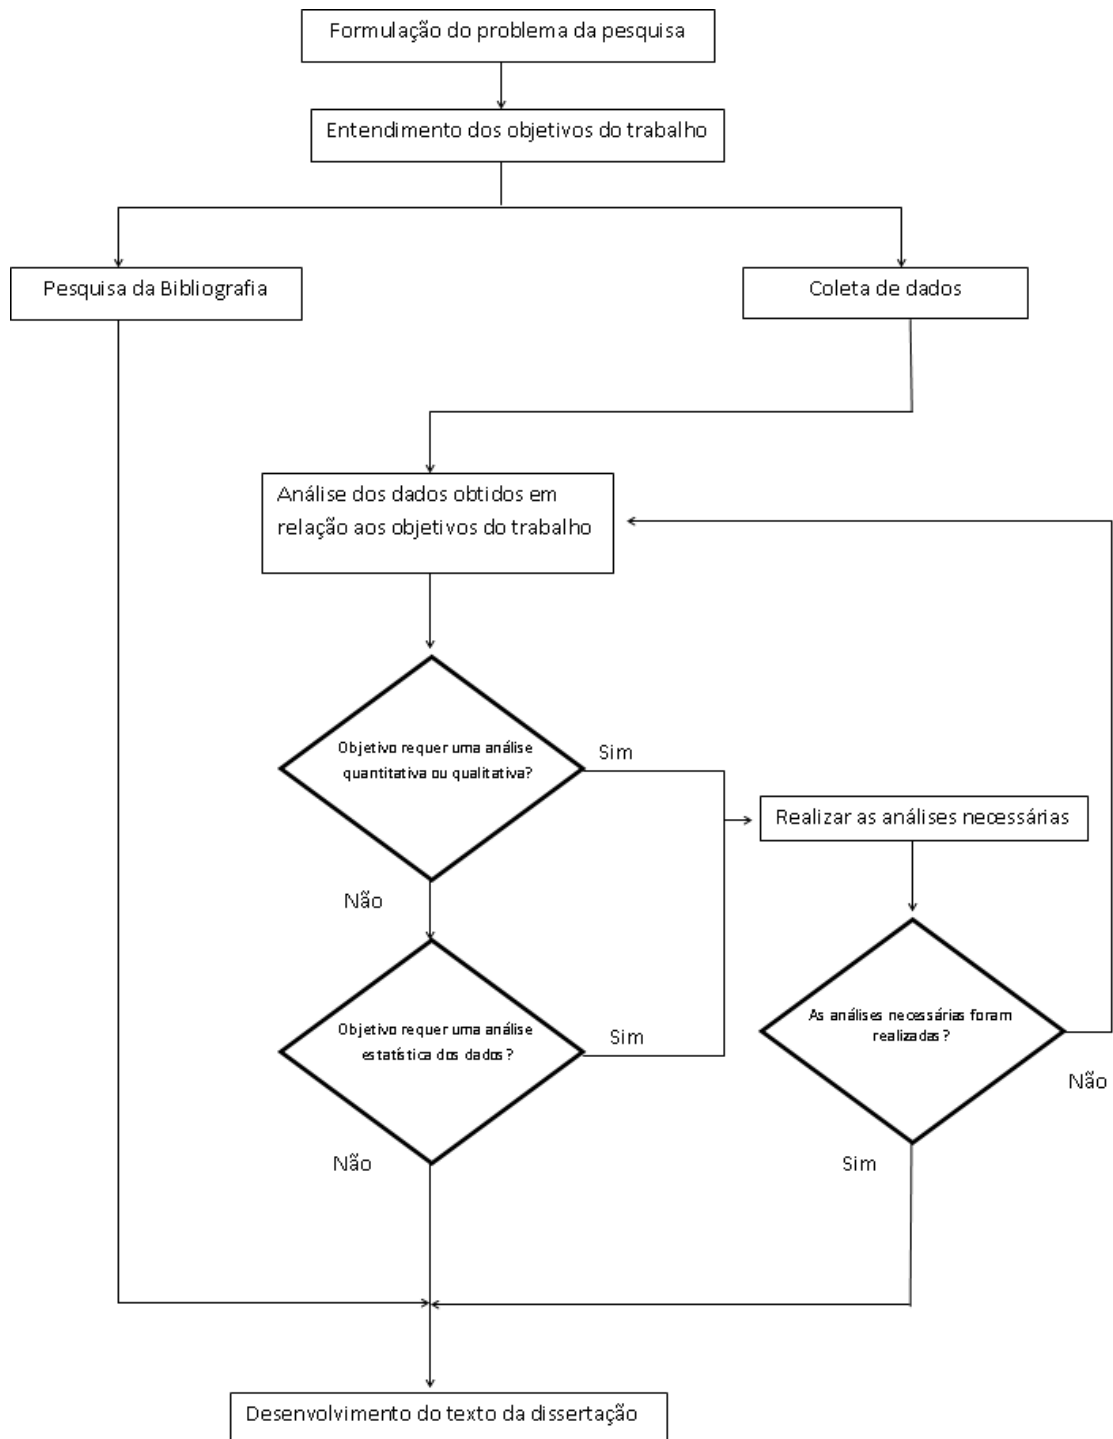 Formulação do problema da pesquisa
Entendimento dos objetivos do trabalho
Pesquisa da Bibliografia
Coleta de dados
Análise dos dados obtidos em
relação aos objetivos do trabalho
Objetivo requer uma análise
quantitativa ou qualitativa?
Sim
Realizar as análises necessárias
Não
Objetivo requer uma análise
estatística dos dados?
Sim
As análises necessárias foram
realizadas?
Não
Não
Sim
Desenvolvimento do texto da dissertação